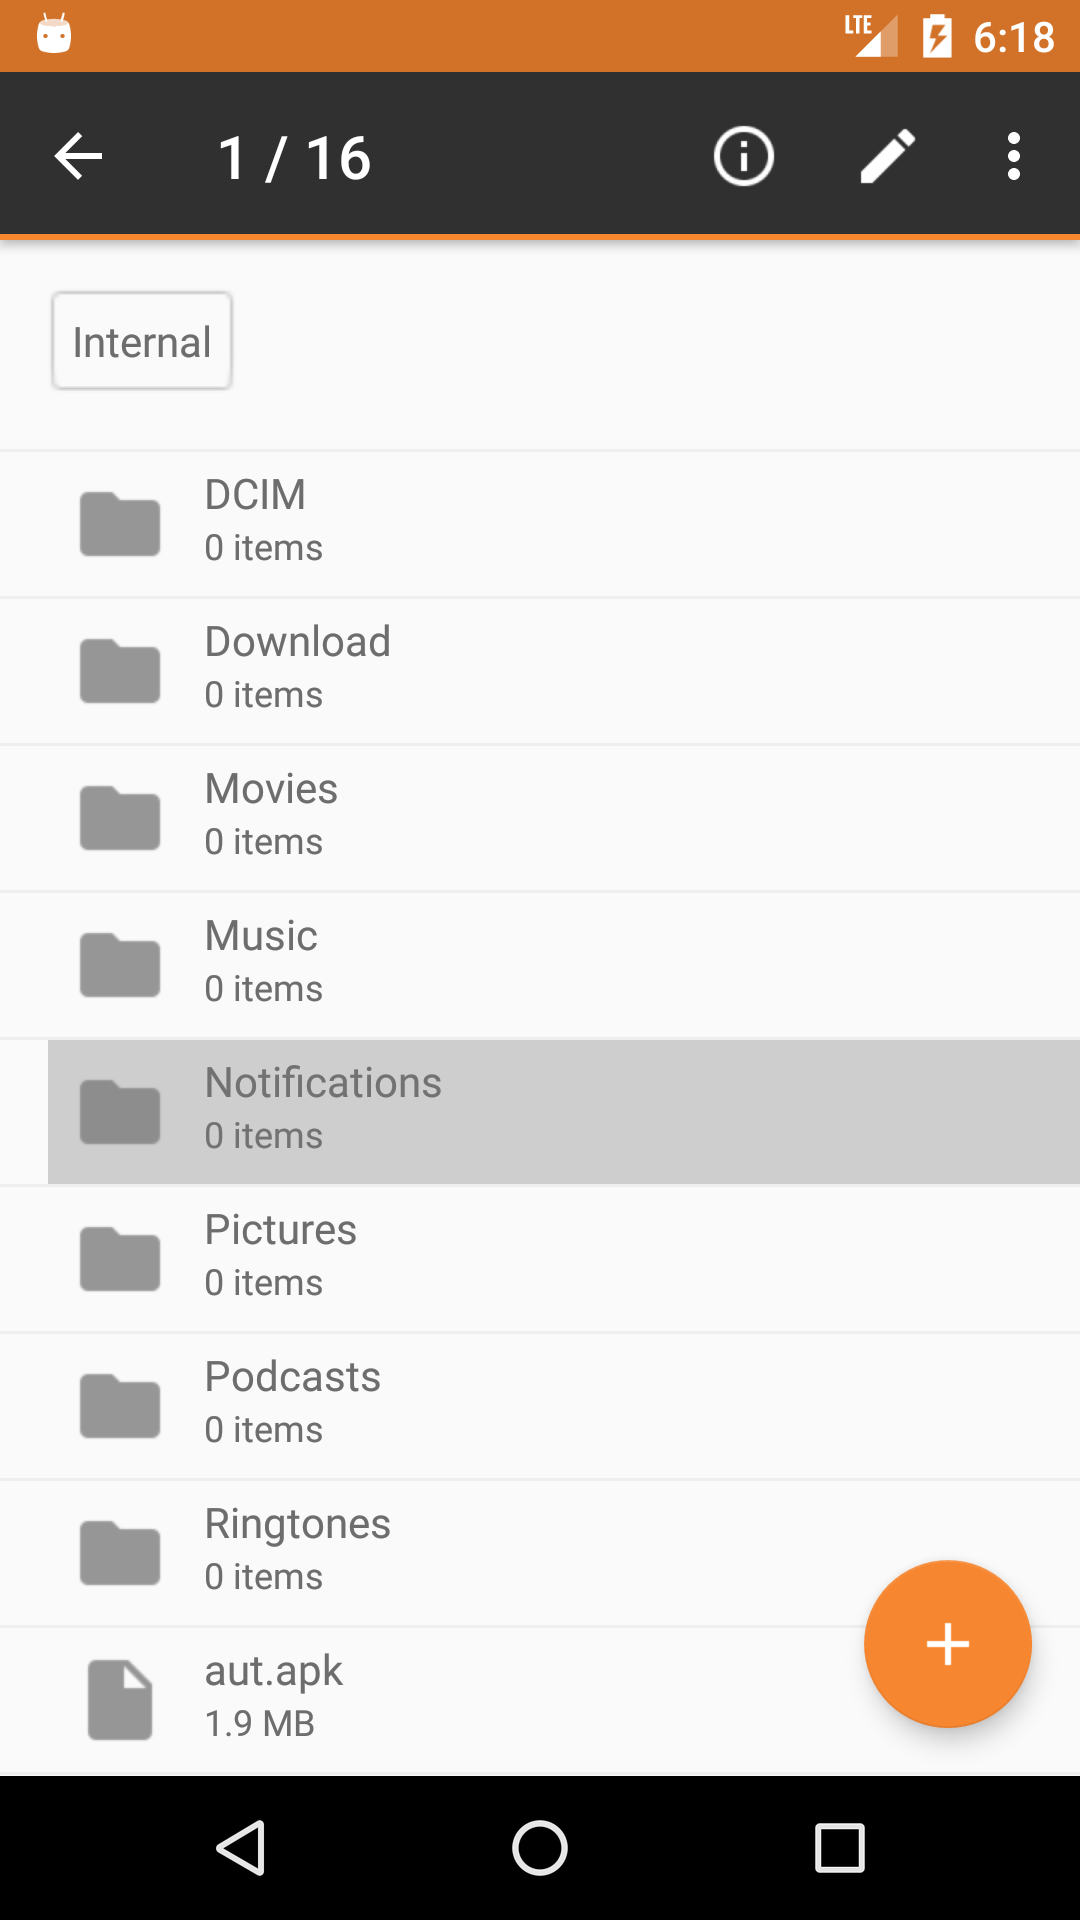 LTE 6:18
1 / 16
Internal
DCIM
0 items
Download
0 items
Movies
0 items
Music
0 items
Notifications
0 items
Pictures
0 items
Podcasts
0 items
Ringtones
0 items
aut.apk
1.9 MB